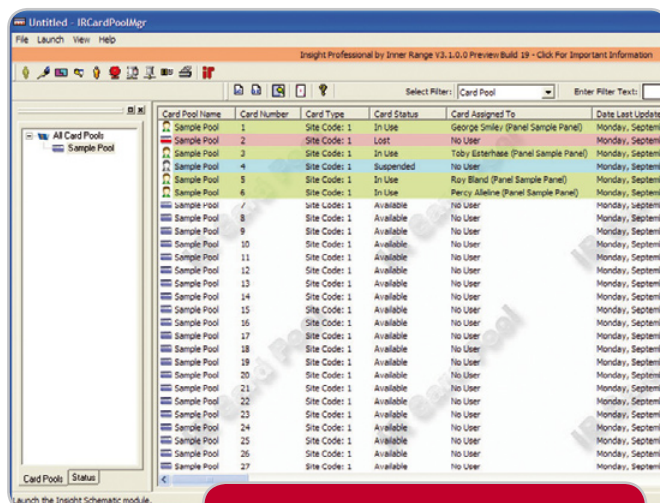 Untitled - IRCardPoolMgr
File Launch View Help
Insight Professional by Inner Range V3.1.0.0 Preview Build 19 - Click For Important Information
Select Filter: Card Pool Enter Filter Text:
All Card Pools
Sample Pool
Card Pools Status
Card Pool Name Card Number Card Type Card Status Card Assigned To Date Last Update
Sample Pool 1 Site Code: 1 In Use George Smiley (Panel Sample Panel) Monday, Septem
Sample Pool 2 Site Code: 1 Lost No User Monday, Septem
Sample Pool 3 Site Code: 1 In Use Toby Esterhase (Panel Sample Panel) Monday, Septem
Sample Pool 4 Site Code: 1 Suspended No User Monday, Septem
Sample Pool 5 Site Code: 1 In Use Roy Bland (Panel Sample Panel) Monday, Septem
Sample Pool 6 Site Code: 1 In Use Percy Alleline (Panel Sample Panel) Monday, Septem
Sample Pool 7 Site Code: 1 Available No User Monday, Septem
Sample Pool 8 Site Code: 1 Available No User Monday, Septem
Sample Pool 9 Site Code: 1 Available No User Monday, Septem
Sample Pool 10 Site Code: 1 Available No User Monday, Septem
Sample Pool 11 Site Code: 1 Available No User Monday, Septem
Sample Pool 12 Site Code: 1 Available No User Monday, Septem
Sample Pool 13 Site Code: 1 Available No User Monday, Septem
Sample Pool 14 Site Code: 1 Available No User Monday, Septem
Sample Pool 15 Site Code: 1 Available No User Monday, Septem
Sample Pool 16 Site Code: 1 Available No User Monday, Septem
Sample Pool 17 Site Code: 1 Available No User Monday, Septem
Sample Pool 18 Site Code: 1 Available No User Monday, Septem
Sample Pool 19 Site Code: 1 Available No User Monday, Septem
Sample Pool 20 Site Code: 1 Available No User Monday, Septem
Sample Pool 21 Site Code: 1 Available No User Monday, Septem
Sample Pool 22 Site Code: 1 Available No User Monday, Septem
Sample Pool 23 Site Code: 1 Available No User Monday, Septem
Sample Pool 24 Site Code: 1 Available No User Monday, Septem
Sample Pool 25 Site Code: 1 Available No User Monday, Septem
Sample Pool 26 Site Code: 1 Available No User Monday, Septem
Sample Pool 27 Site Code: 1 Available No User Monday, Septem
Launch the Insight Schematic module.